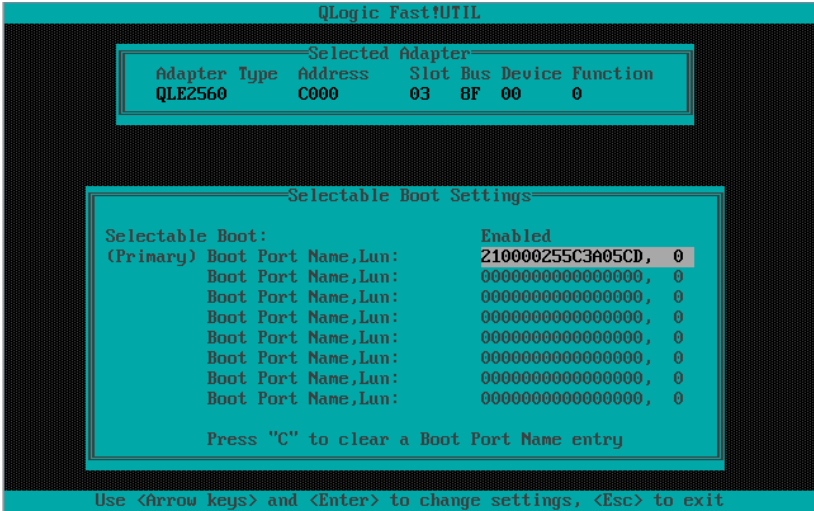 QLogic Fast!UTIL
Selected Adapter
Adapter Type Address Slot Bus Device Function
QLE2560 C000 03 8F 00 0
Selectable Boot Settings
Selectable Boot: Enabled
(Primary) Boot Port Name,Lun: 210000255C3A05CD, 0
Boot Port Name,Lun: 0000000000000000, 0
Boot Port Name,Lun: 0000000000000000, 0
Boot Port Name,Lun: 0000000000000000, 0
Boot Port Name,Lun: 0000000000000000, 0
Boot Port Name,Lun: 0000000000000000, 0
Boot Port Name,Lun: 0000000000000000, 0
Boot Port Name,Lun: 0000000000000000, 0
Press "C" to clear a Boot Port Name entry
Use <Arrow keys> and <Enter> to change settings, <Esc> to exit